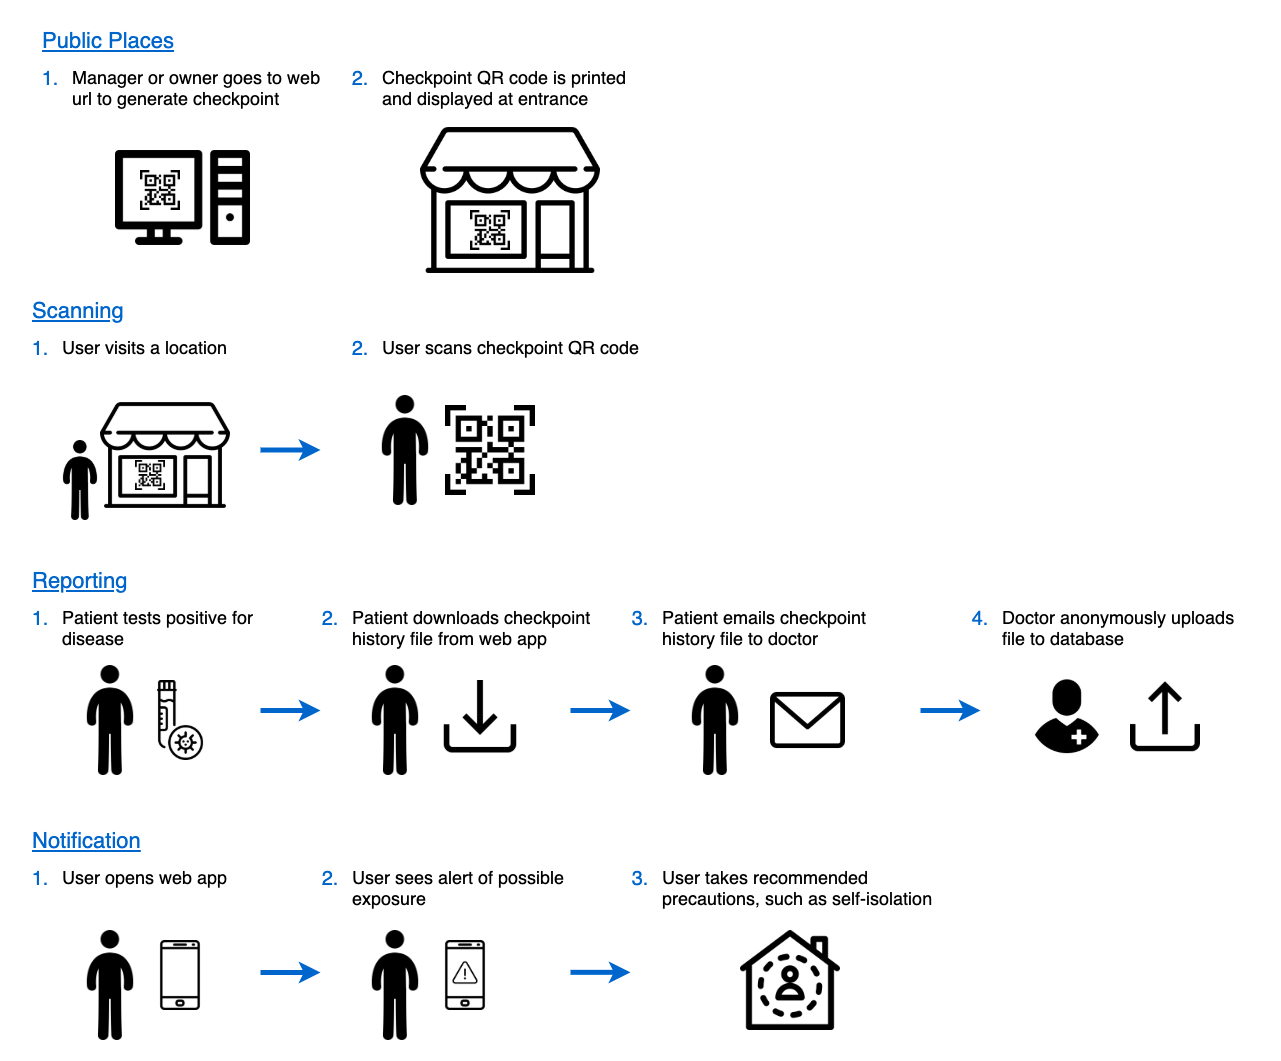 Public Places
1. Manager or owner goes to web
url to generate checkpoint
2. Checkpoint QR code is printed
and displayed at entrance
Scanning
1. User visits a location
2. User scans checkpoint QR code
Reporting
1. Patient tests positive for
disease
2. Patient downloads checkpoint
history file from web app
3. Patient emails checkpoint
history file to doctor
4. Doctor anonymously uploads
file to database
Notification
1. User opens web app
2. User sees alert of possible
exposure
3. User takes recommended
precautions, such as self-isolation